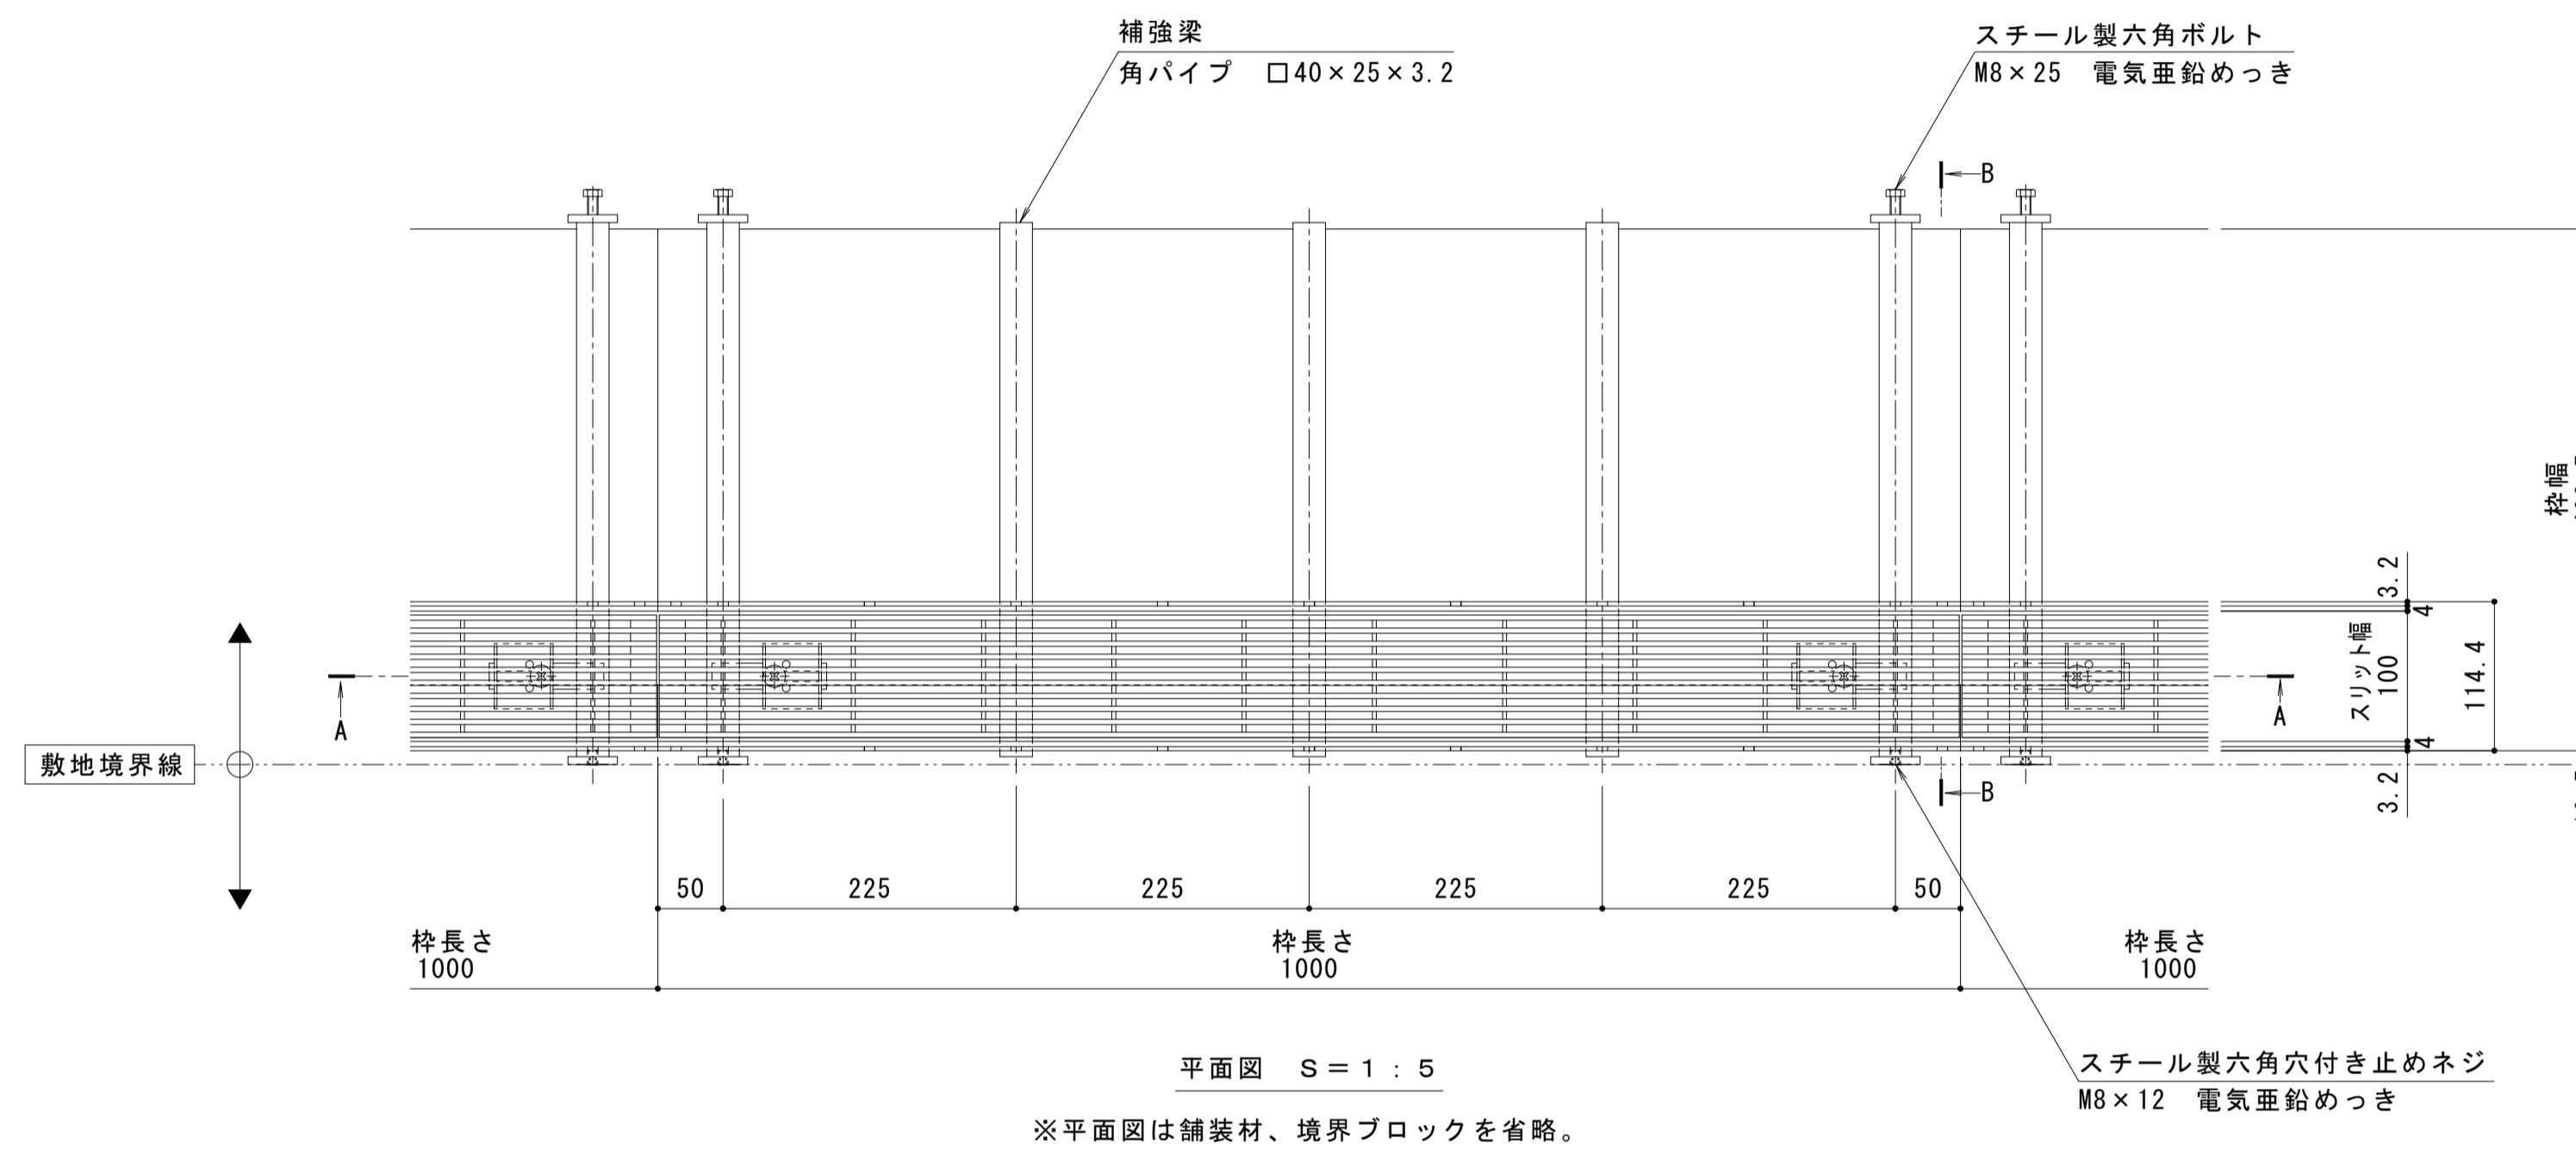 補強梁
角パイプ □40×25×3.2
スチール製六角ボルト
M8×25 電気亜鉛めっき
B
枠幅
3.2
4
スリット幅
100
114.4
4
3.2
A
A
敷地境界線
B
50
225
225
225
225
50
枠長さ
1000
枠長さ
1000
枠長さ
1000
平面図 S=1:5
※平面図は舗装材、境界ブロックを省略。
スチール製六角穴付き止めネジ
M8×12 電気亜鉛めっき